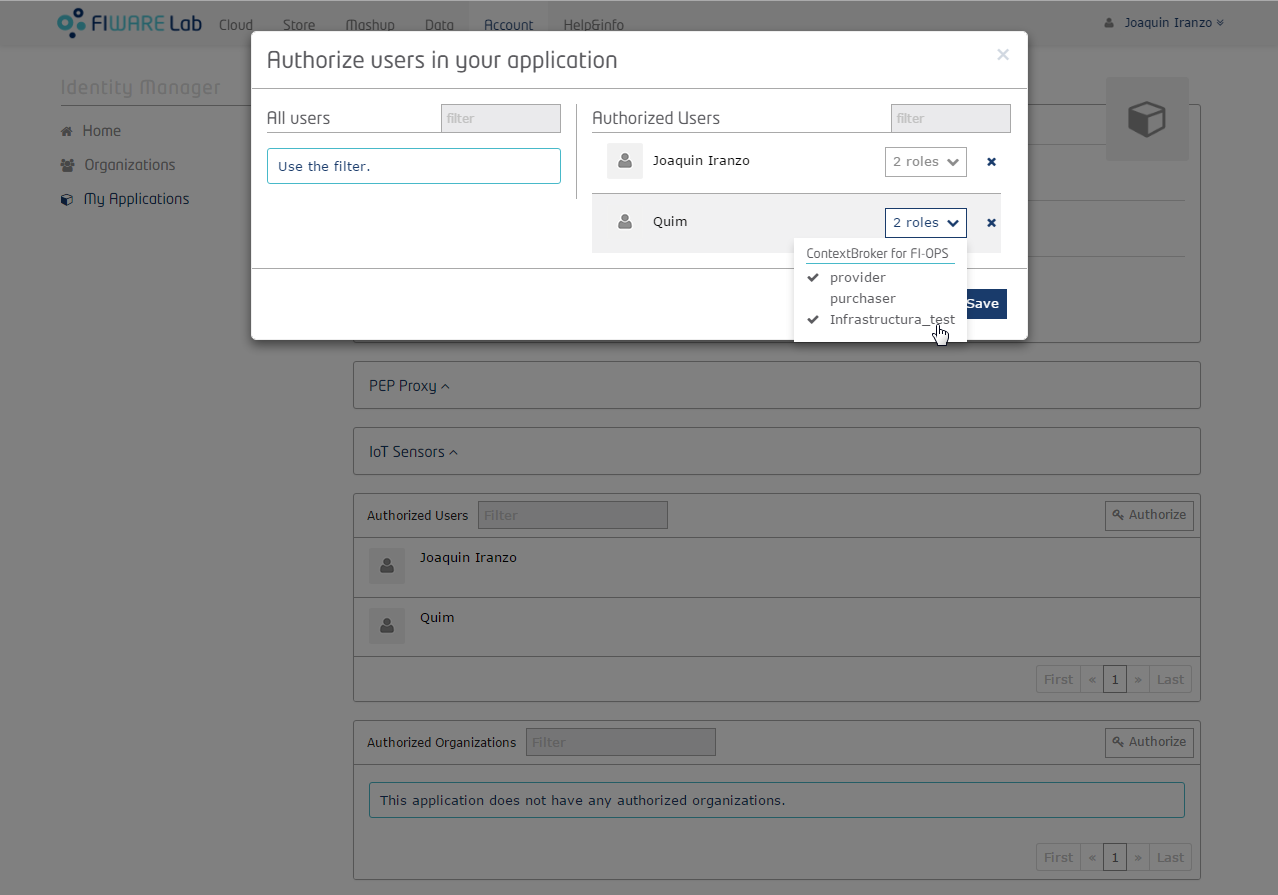 FIWARE Lab
Cloud
Store
Mashup
Data
Account
Help&info
Joaquin Iranzo
Identity Manager
Home
Organizations
My Applications
Authorize users in your application
×
All users
filter
Use the filter.
Authorized Users
filter
Joaquin Iranzo
2 roles
Quim
2 roles
ContextBroker for FI-OPS
provider
purchaser
Infrastructura_test
Save
PEP Proxy
IoT Sensors
Authorized Users
Filter
Authorize
Joaquin Iranzo
Quim
First « 1 » Last
Authorized Organizations
Filter
Authorize
This application does not have any authorized organizations.
First « 1 » Last